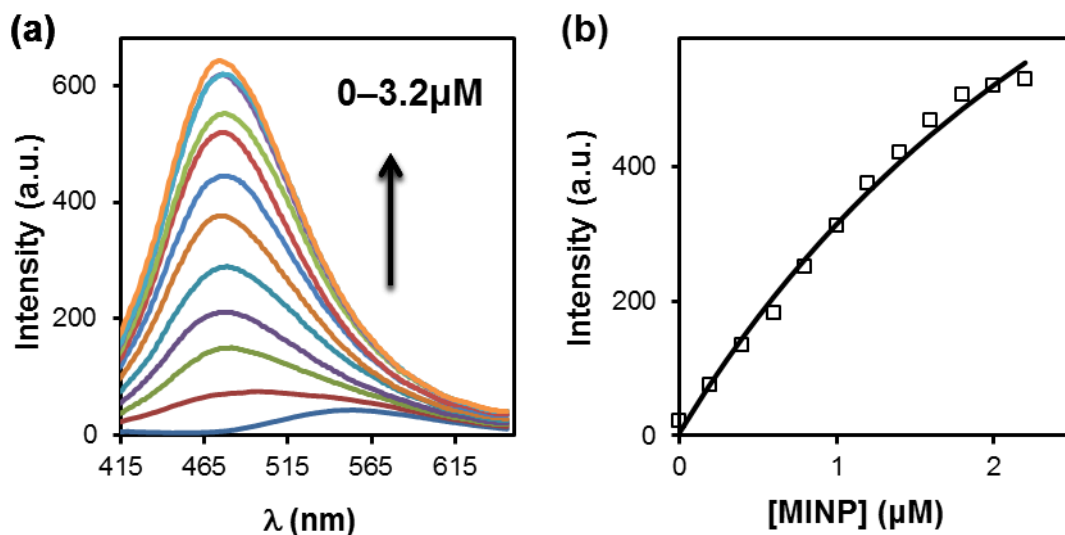 (a)
Intensity (a.u.)
600
400
200
0
0–3.2µM
415
465
515
565
615
λ (nm)
(b)
Intensity (a.u.)
400
200
0
0
1
2
[MINP] (µM)